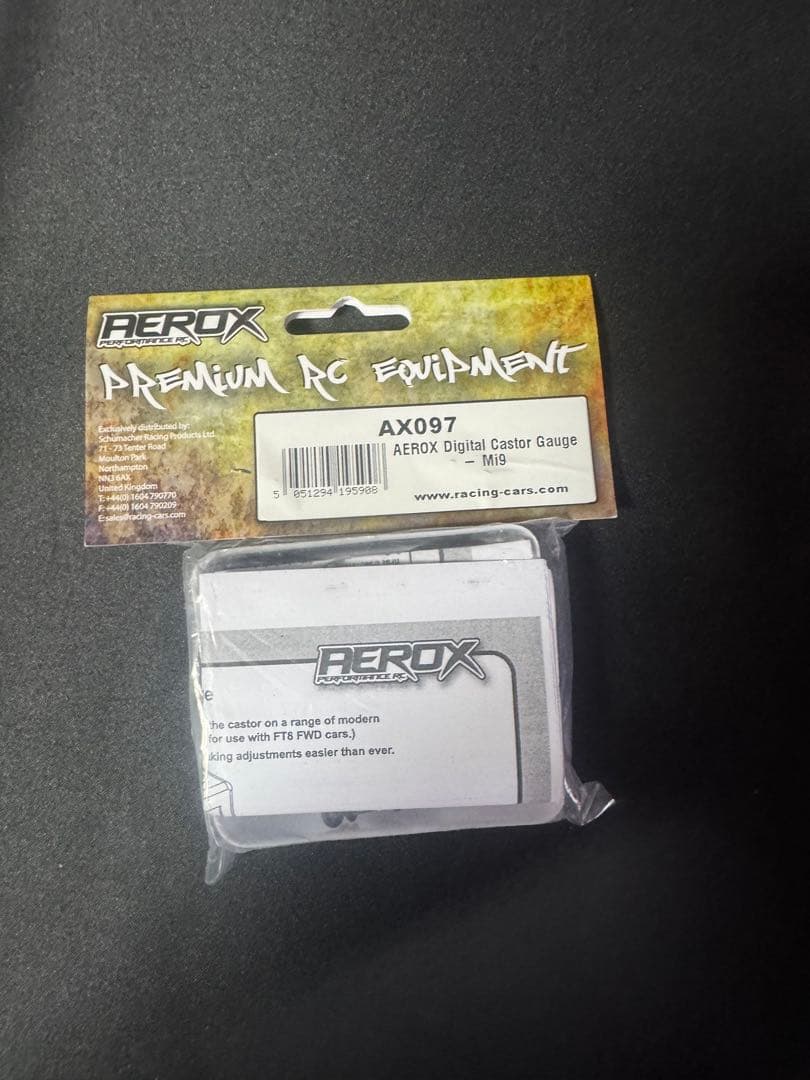 AEROX
PERFORMANCE RC
PREMIUM RC EQUIPMENT
Exclusively distributed by:
Schumacher Racing Products Ltd.
71 - 73 Tenter Road
Moulton Park
Northampton
NN3 6AX
United Kingdom
T: +44(0) 1604 790770
F: +44(0) 1604 790209
E: sales@racing-cars.com
AX097
AEROX Digital Castor Gauge
- Mi9
5 051294 195908
www.racing-cars.com
AEROX
PERFORMANCE RC
e
the castor on a range of modern
for use with FT8 FWD cars.)
king adjustments easier than ever.